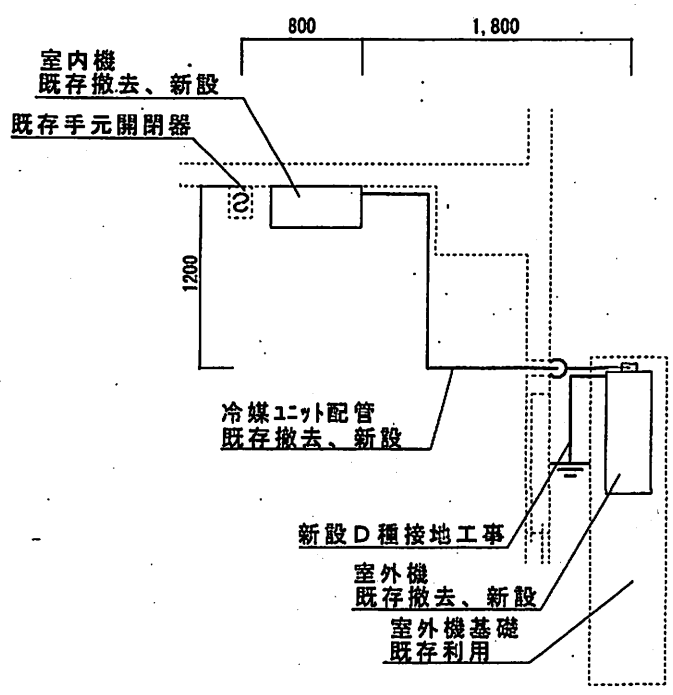 800
1,800
室内機
既存撤去、新設
既存手元開閉器
S
1200
冷媒ユニット配管
既存撤去、新設
新設D種接地工事
室外機
既存撤去、新設
室外機基礎
既存利用